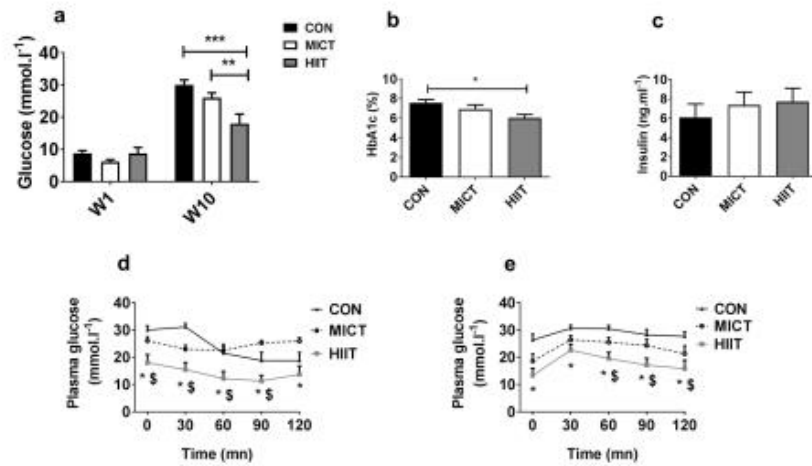 a
Glucose (mmol.l-1)
40
30
20
10
0
***
**
CON
MICT
HIIT
W1
W10
b
HbA1c (%)
10
8
6
4
2
0
*
CON
MICT
HIIT
c
Insulin (ng.ml-1)
10
8
6
4
2
0
CON
MICT
HIIT
d
Plasma glucose
(mmol.l-1)
40
30
20
10
0
CON
MICT
HIIT
* $ * $ * $ * $ *
0 30 60 90 120
Time (mn)
e
Plasma glucose
(mmol.l-1)
40
30
20
10
0
CON
MICT
HIIT
* * * $ * $ * $
0 30 60 90 120
Time (mn)